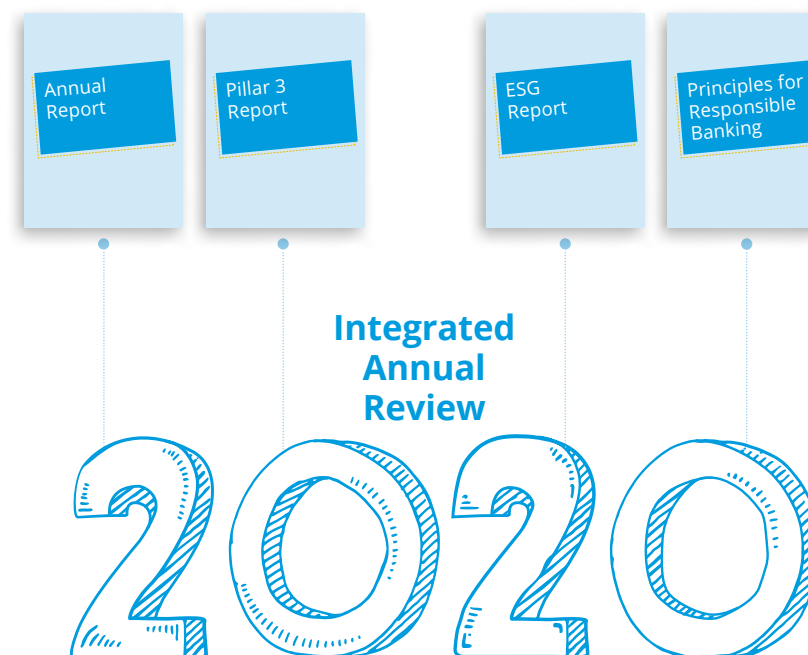 Annual
Report
Pillar 3
Report
ESG
Report
Principles for
Responsible
Banking
Integrated
Annual
Review
2020